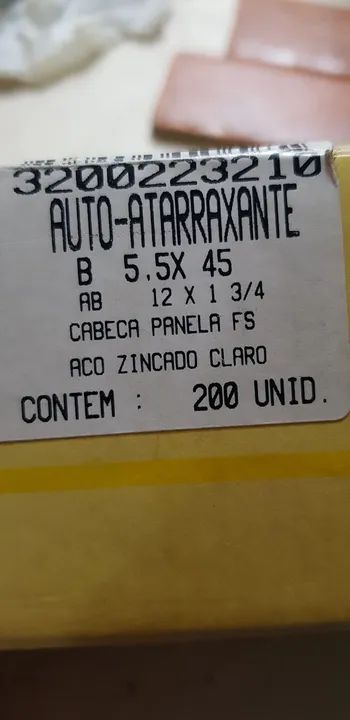 3200223210
AUTO-ATARRAXANTE
B 5.5X 45
AB 12 X 1 3/4
CABECA PANELA FS
ACO ZINCADO CLARO
CONTEM : 200 UNID.